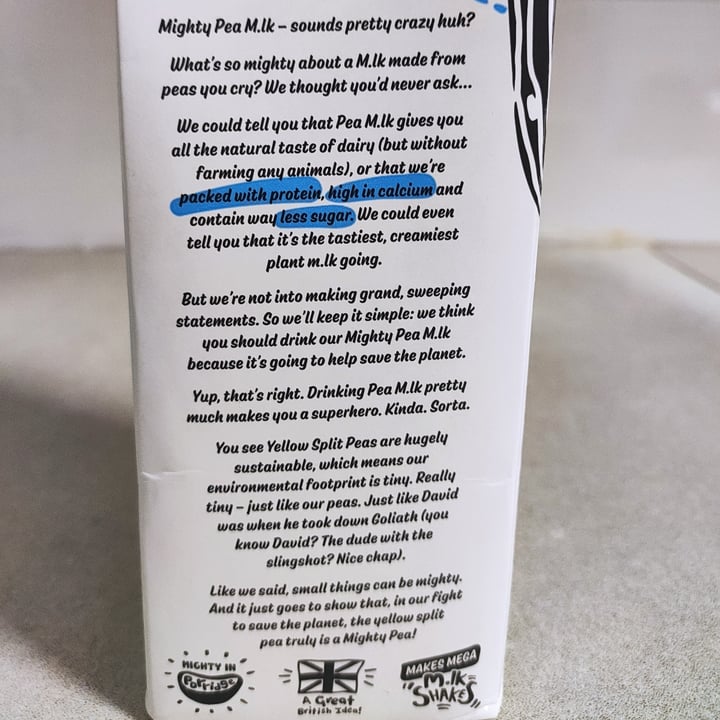 Mighty Pea M.lk – sounds pretty crazy huh?
What's so mighty about a M.lk made from
peas you cry? We thought you'd never ask...
We could tell you that Pea M.lk gives you
all the natural taste of dairy (but without
farming any animals), or that we're
packed with protein, high in calcium and
contain way less sugar. We could even
tell you that it's the tastiest, creamiest
plant m.lk going.
But we're not into making grand, sweeping
statements. So we'll keep it simple: we think
you should drink our Mighty Pea M.lk
because it's going to help save the planet.
Yup, that's right. Drinking Pea M.lk pretty
much makes you a superhero. Kinda. Sorta.
You see Yellow Split Peas are hugely
sustainable, which means our
environmental footprint is tiny. Really
tiny – just like our peas. Just like David
was when he took down Goliath (you
know David? The dude with the
slingshot? Nice chap).
Like we said, small things can be mighty.
And it just goes to show that, in our fight
to save the planet, the yellow split
pea truly is a Mighty Pea!
MIGHTY IN
Porridge
A Great
British Idea!
MAKES MEGA
"M.lk
SHAKES"